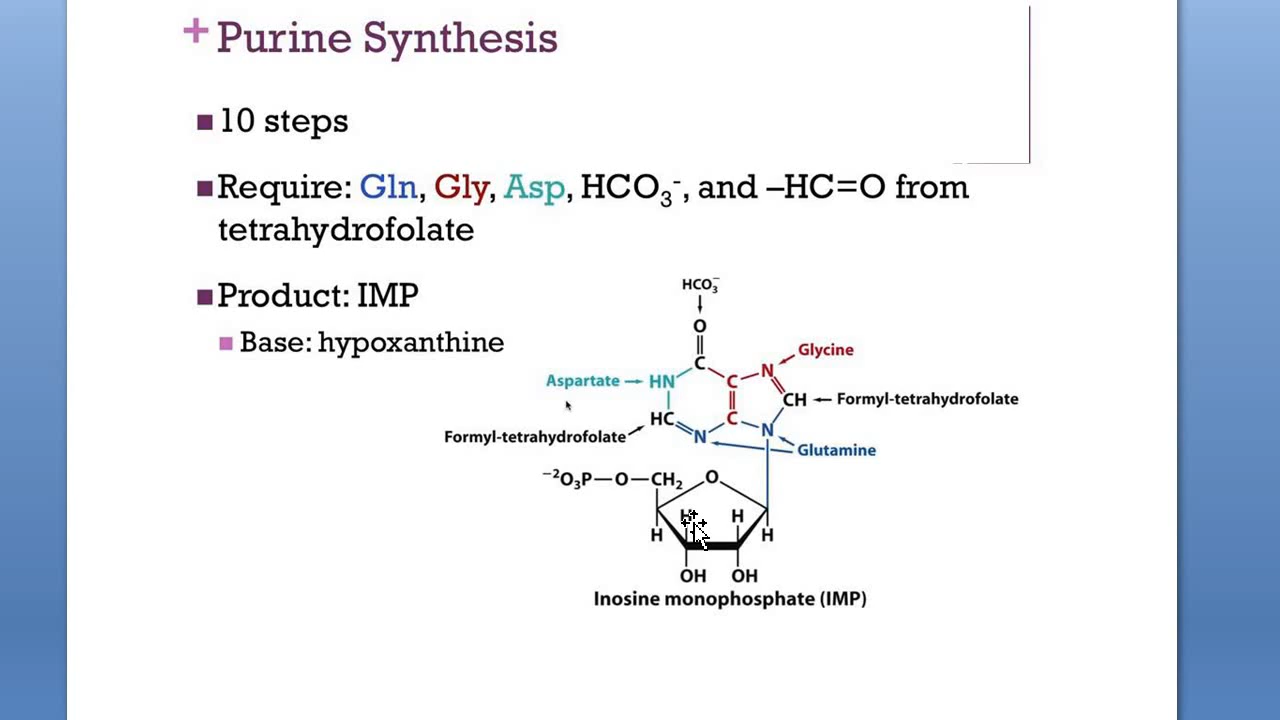 + Purine Synthesis
■ 10 steps
■ Require: Gln, Gly, Asp, HCO₃⁻, and –HC=O from
tetrahydrofolate
■ Product: IMP
■ Base: hypoxanthine
HCO₃⁻
O
C
Glycine
Aspartate
HN
C
N
CH
Formyl-tetrahydrofolate
HC
C
N
Formyl-tetrahydrofolate
N
Glutamine
⁻²O₃P—O—CH₂
O
H
H
H
H
OH
OH
Inosine monophosphate (IMP)